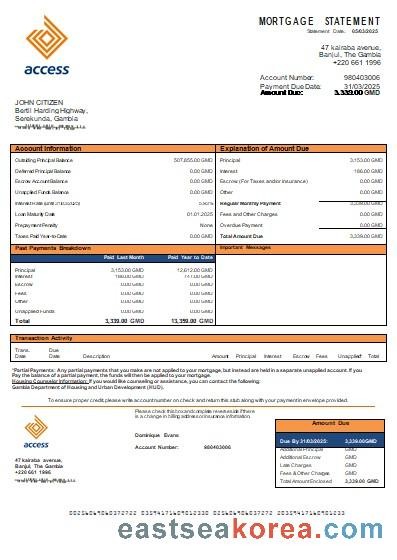 access
MORTGAGE STATEMENT
Statement Date: 05/03/2025
47 kairaba avenue,
Banjul, The Gambia
+220 661 1996
Account Number: 980403006
Payment Due Date: 31/03/2025
Amount Due: 3,339.00 GMD
JOHN CITIZEN
Bertil Harding Highway,
Serekunda, Gambia
Account Information
Outstanding Principal Balance 507,855.00 GMD
Deferred Principal Balance 0.00 GMD
Escrow Account Balance 0.00 GMD
Unapplied Funds Balance 0.00 GMD
Interest Rate (until 31/03/2025)
Loan Maturity Date 01.01.2025
Prepayment Penalty None
Taxes Paid Year-to-Date 0.00 GMD
Explanation of Amount Due
Principal 3,153.00 GMD
Interest 186.00 GMD
Escrow (For Taxes and/or Insurance) 0.00 GMD
Other 0.00 GMD
Regular Monthly Payment 3,339.00 GMD
Fees and Other Charges 0.00 GMD
Overdue Payment 0.00 GMD
Total Amount Due 3,339.00 GMD
Past Payments Breakdown
Paid Last Month Paid Year to Date
Principal 3,153.00 GMD 12,612.00 GMD
Interest 186.00 GMD 747.00 GMD
Escrow 0.00 GMD 0.00 GMD
Fees 0.00 GMD 0.00 GMD
Other 0.00 GMD 0.00 GMD
Unapplied Funds 0.00 GMD 0.00 GMD
Total 3,339.00 GMD 13,359.00 GMD
Important Messages
Transaction Activity
Trans. Date Due Date Description Amount Principal Interest Escrow Fees Unapplied* Total
*Partial Payments: Any partial payments that you make are not applied to your mortgage, but instead are held in a separate unapplied account. If you
Pay the balance of a partial payment, the funds will then be applied to your mortgage.
Housing Counselor Information: If you would like counseling or assistance, you can contact the following:
Gambia Department of Housing and Urban Development (HUD).
To ensure proper credit, please write account number on check and return this stub along with your payment in envelope provided.
access
47 kairaba avenue,
Banjul, The Gambia
+220 661 1996
Please check this box and complete reverse side if there
is a change in billing address or insurance information.
Dominique Evans
Account Number: 980403006
Amount Due
Due By 31/03/2025: 3,339.00GMD
Additional Principal GMD
Additional Escrow GMD
Late Charges GMD
Fees & Other Charges GMD
Total Amount Enclosed 3,339.00 GMD
eastseakorea.com